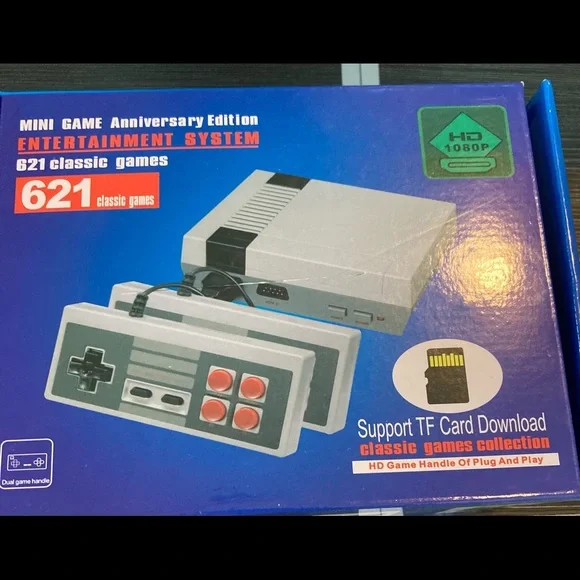 MINI GAME Anniversary Edition
ENTERTAINMENT SYSTEM
621 classic games
621 classic games
HD
1080P
Support TF Card Download
classic games collection
HD Game Handle Of Plug And Play
Dual game handle